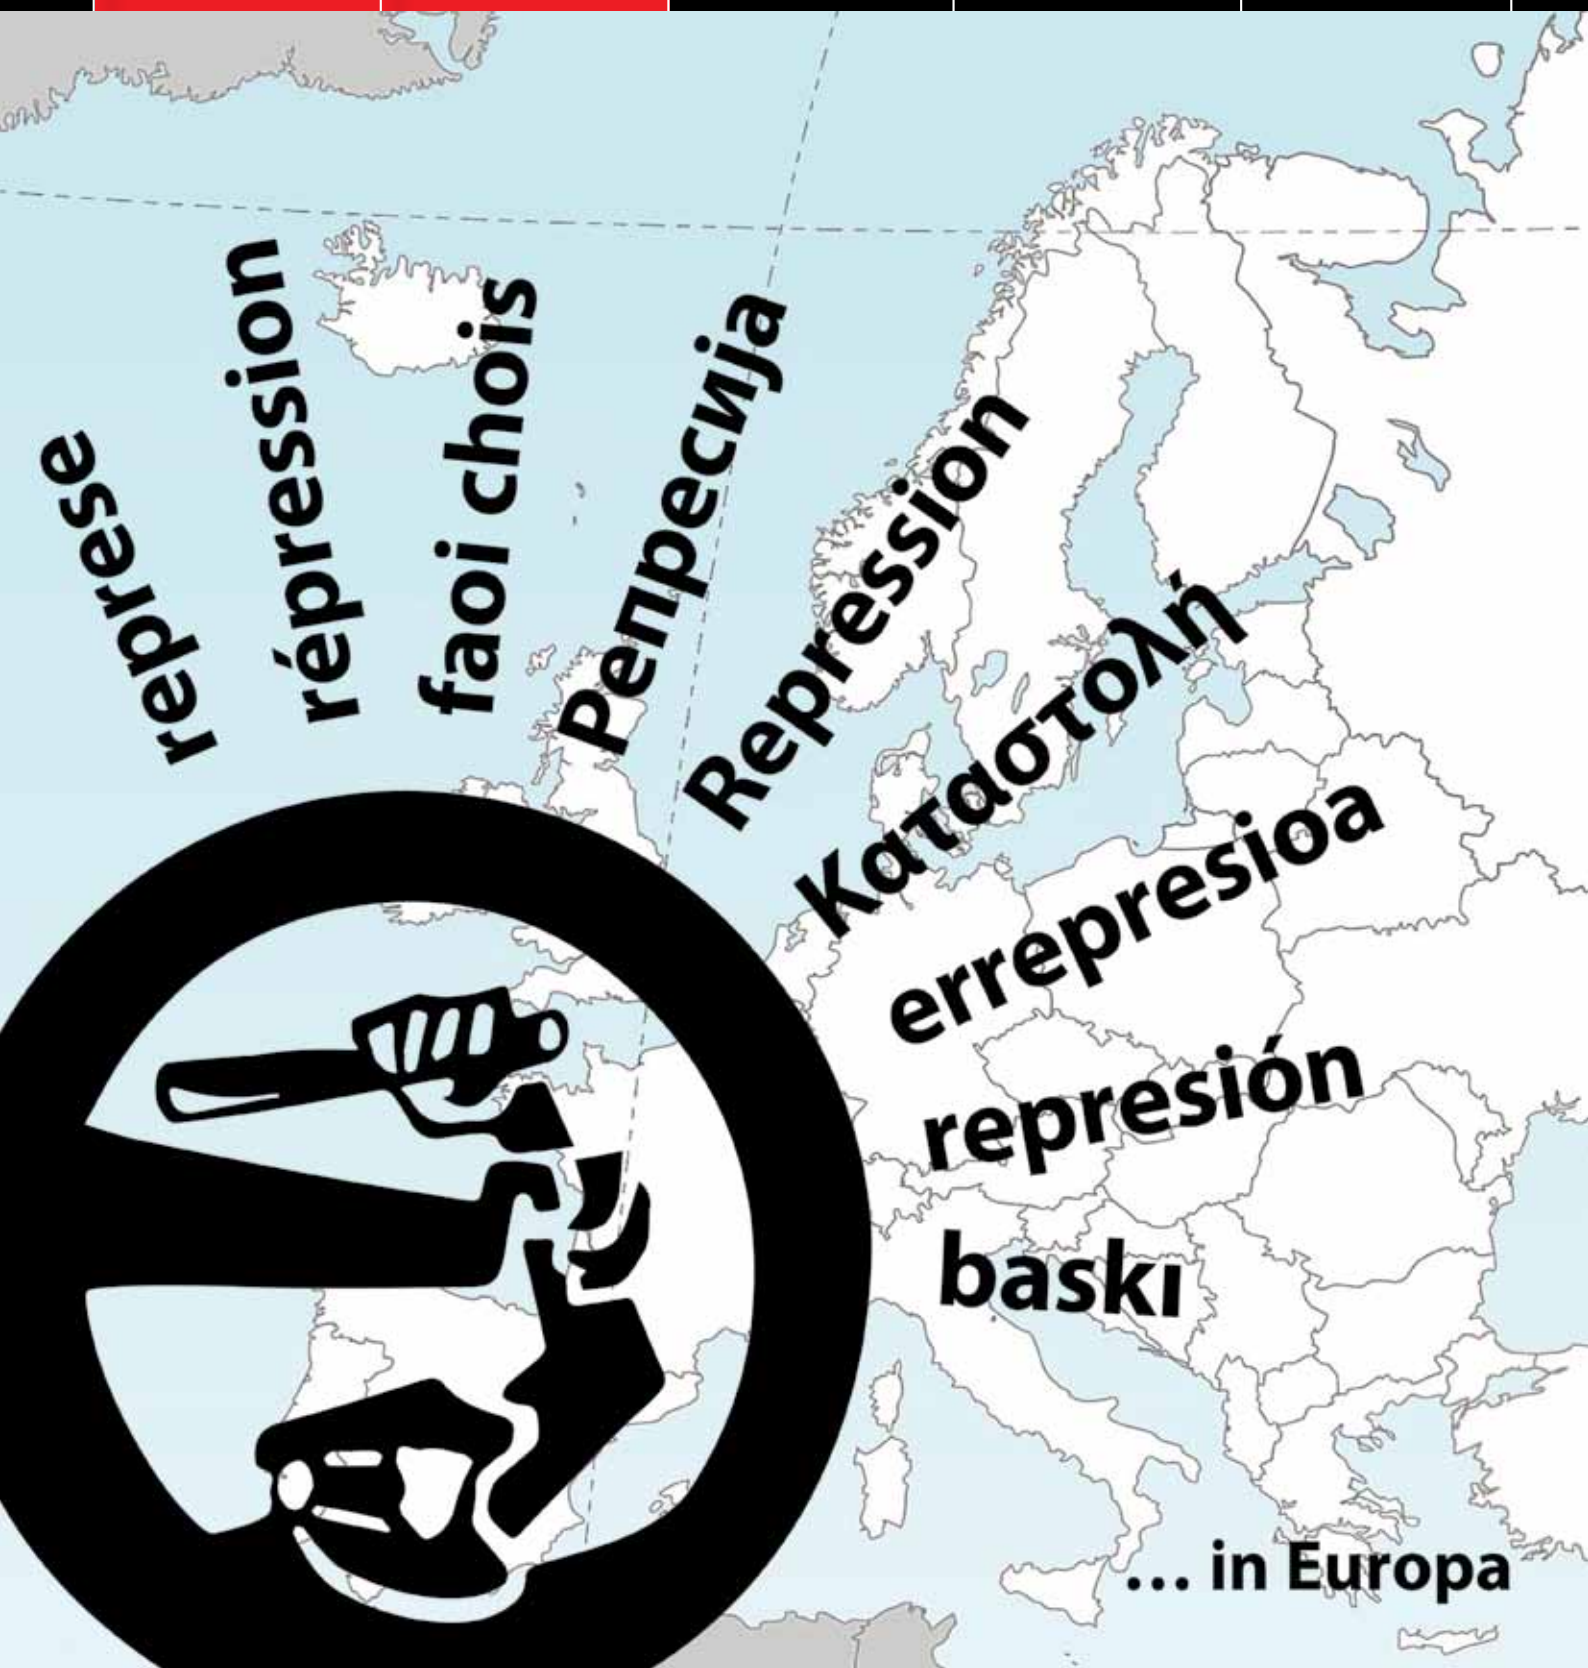 represe
répression
faoi chois
Репресија
Repression
Καταστολή
errepresioa
represión
baskı
... in Europa